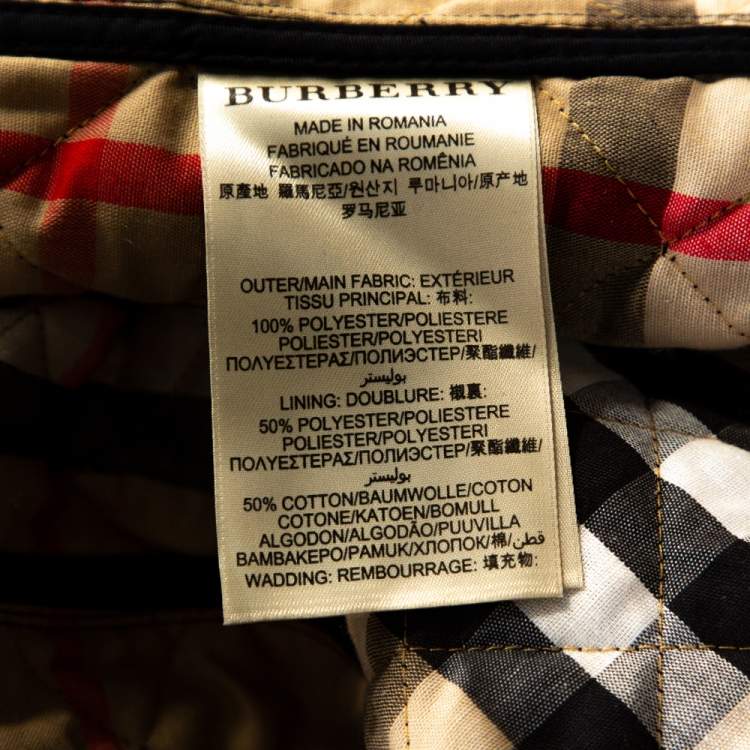 BURBERRY
MADE IN ROMANIA
FABRIQUÉ EN ROUMANIE
FABRICADO NA ROMÊNIA
原產地 羅馬尼亞/원산지 루마니아/原产地
罗马尼亚
OUTER/MAIN FABRIC: EXTÉRIEUR
TISSU PRINCIPAL: 布料:
100% POLYESTER/POLIESTERE
POLIESTER/POLYESTERI
ΠΟΛΥΕΣΤΕΡΑΣ/ПОЛИЭСТЕР/聚酯纖維/
بوليستر
LINING: DOUBLURE: 襯裏:
50% POLYESTER/POLIESTERE
POLIESTER/POLYESTERI
ΠΟΛΥΕΣΤΕΡΑΣ/ПОЛИЭСТЕР/聚酯纖維/
بوليستر
50% COTTON/BAUMWOLLE/COTON
COTONE/KATOEN/BOMULL
ALGODON/ALGODÃO/PUUVILLA
ΒΑΜΒΑΚΕΡΟ/PAMUK/ХЛОПОК/棉/قطن/
WADDING: REMBOURRAGE: 填充物: